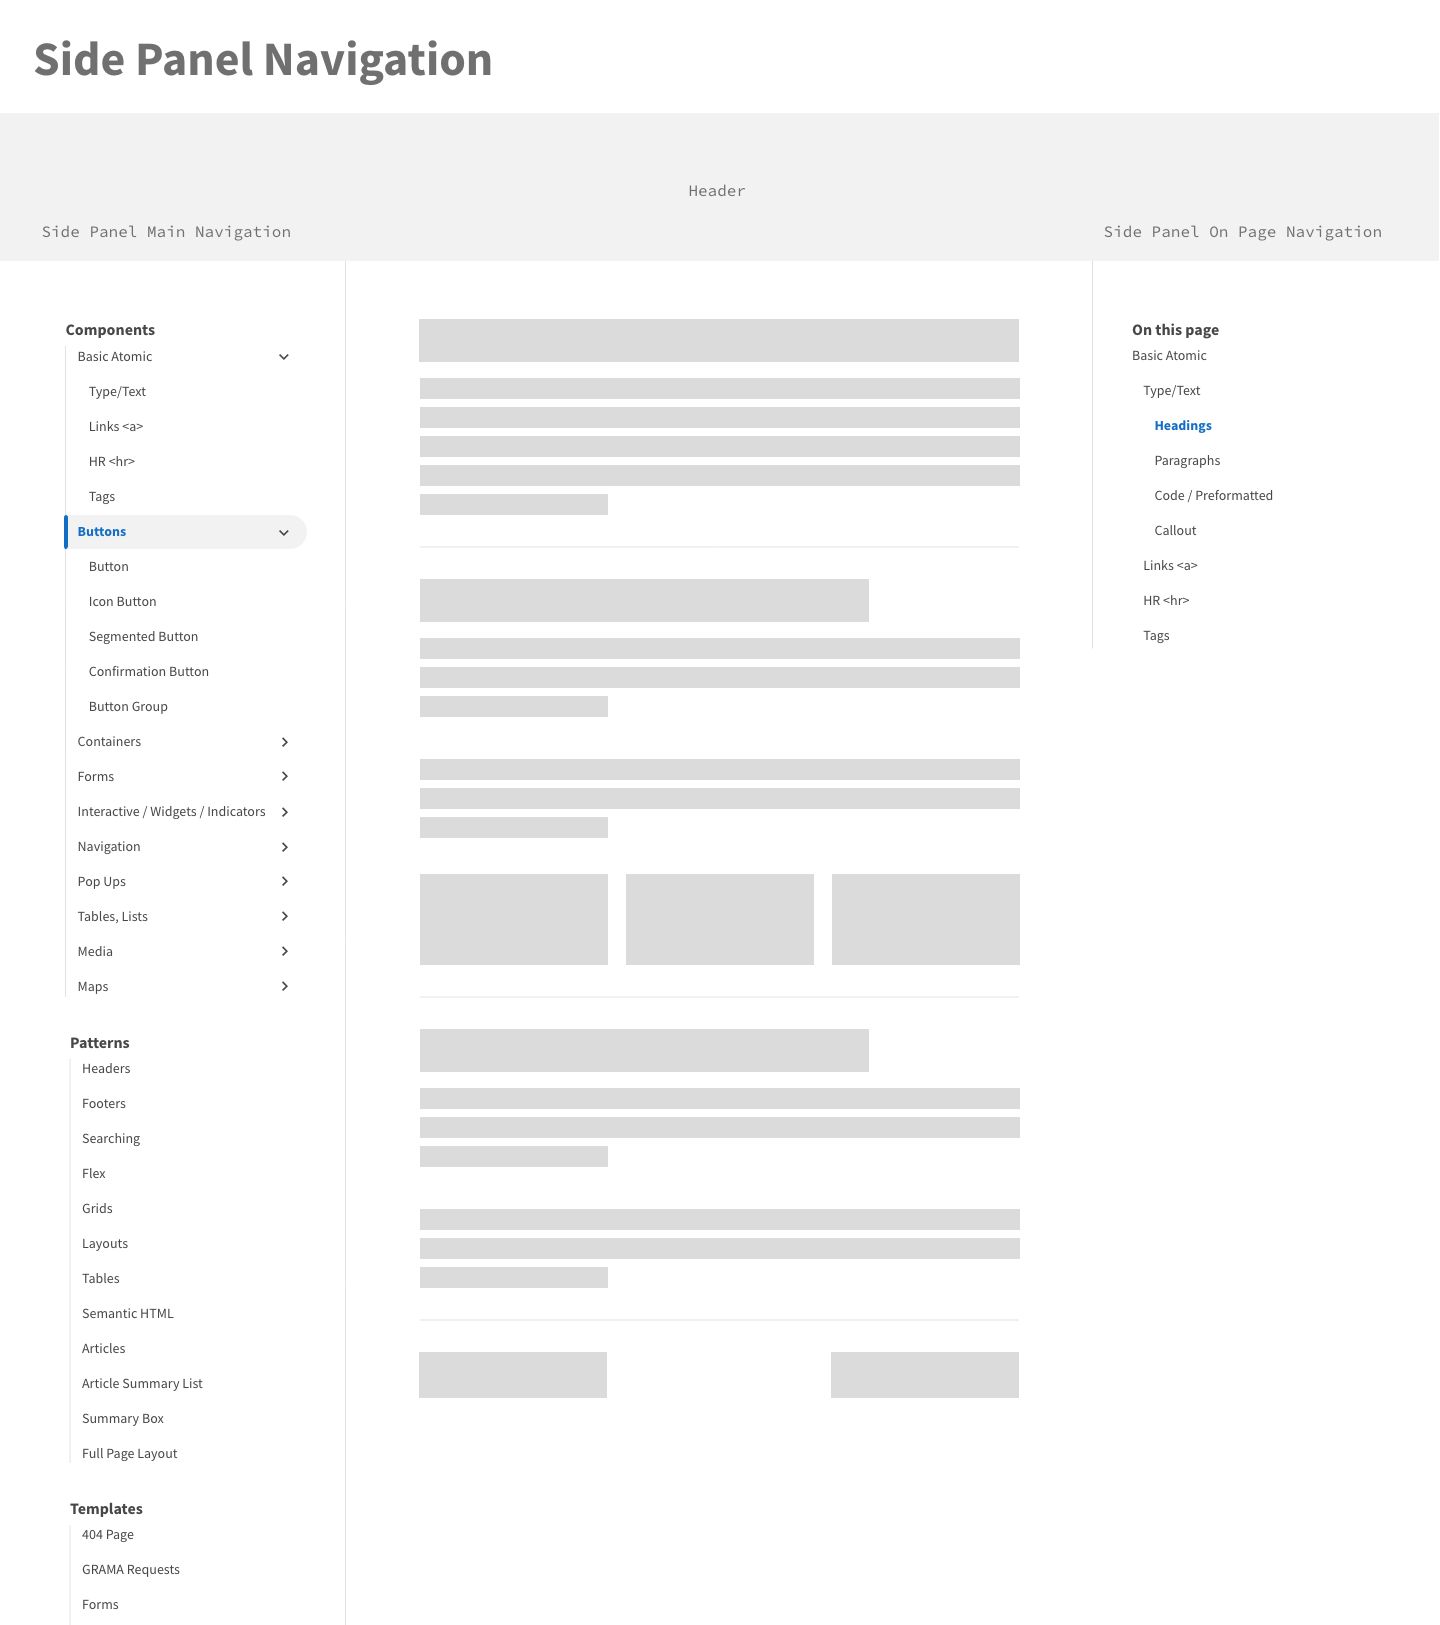 Side Panel Navigation
Header
Side Panel Main Navigation
Side Panel On Page Navigation
Components
Basic Atomic
Type/Text
Links <a>
HR <hr>
Tags
Buttons
Button
Icon Button
Segmented Button
Confirmation Button
Button Group
Containers
Forms
Interactive / Widgets / Indicators
Navigation
Pop Ups
Tables, Lists
Media
Maps
Patterns
Headers
Footers
Searching
Flex
Grids
Layouts
Tables
Semantic HTML
Articles
Article Summary List
Summary Box
Full Page Layout
Templates
404 Page
GRAMA Requests
Forms
On this page
Basic Atomic
Type/Text
Headings
Paragraphs
Code / Preformatted
Callout
Links <a>
HR <hr>
Tags